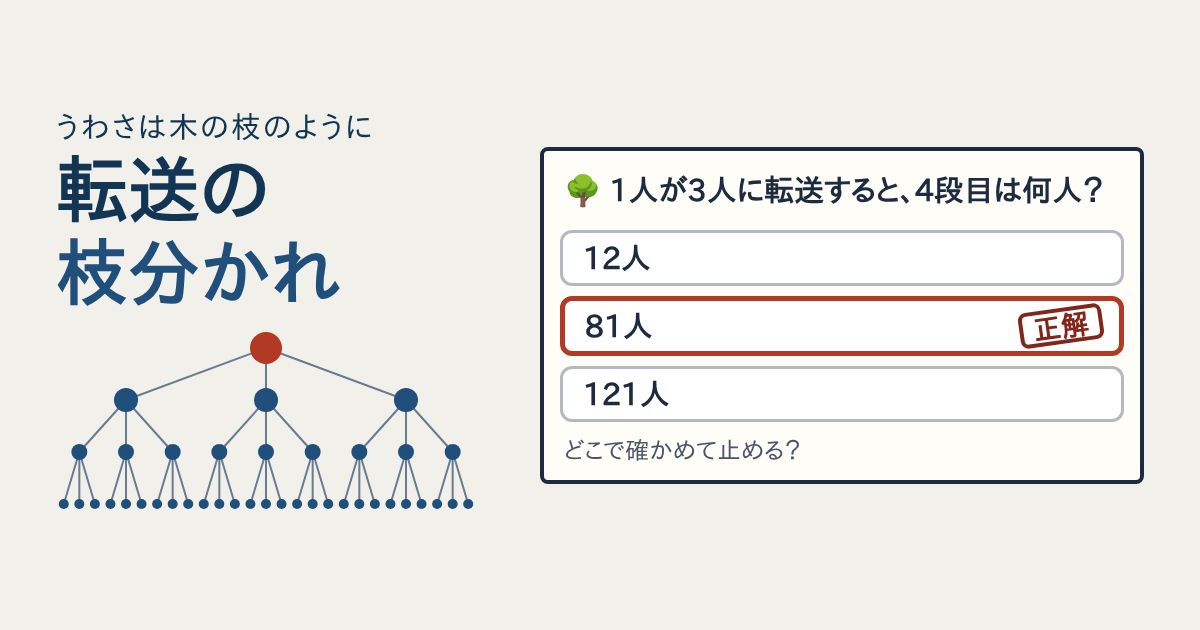 うわさは木の枝のように
転送の
枝分かれ
🌳 1人が3人に転送すると、4段目は何人？
12人
81人
正解
121人
どこで確かめて止める？